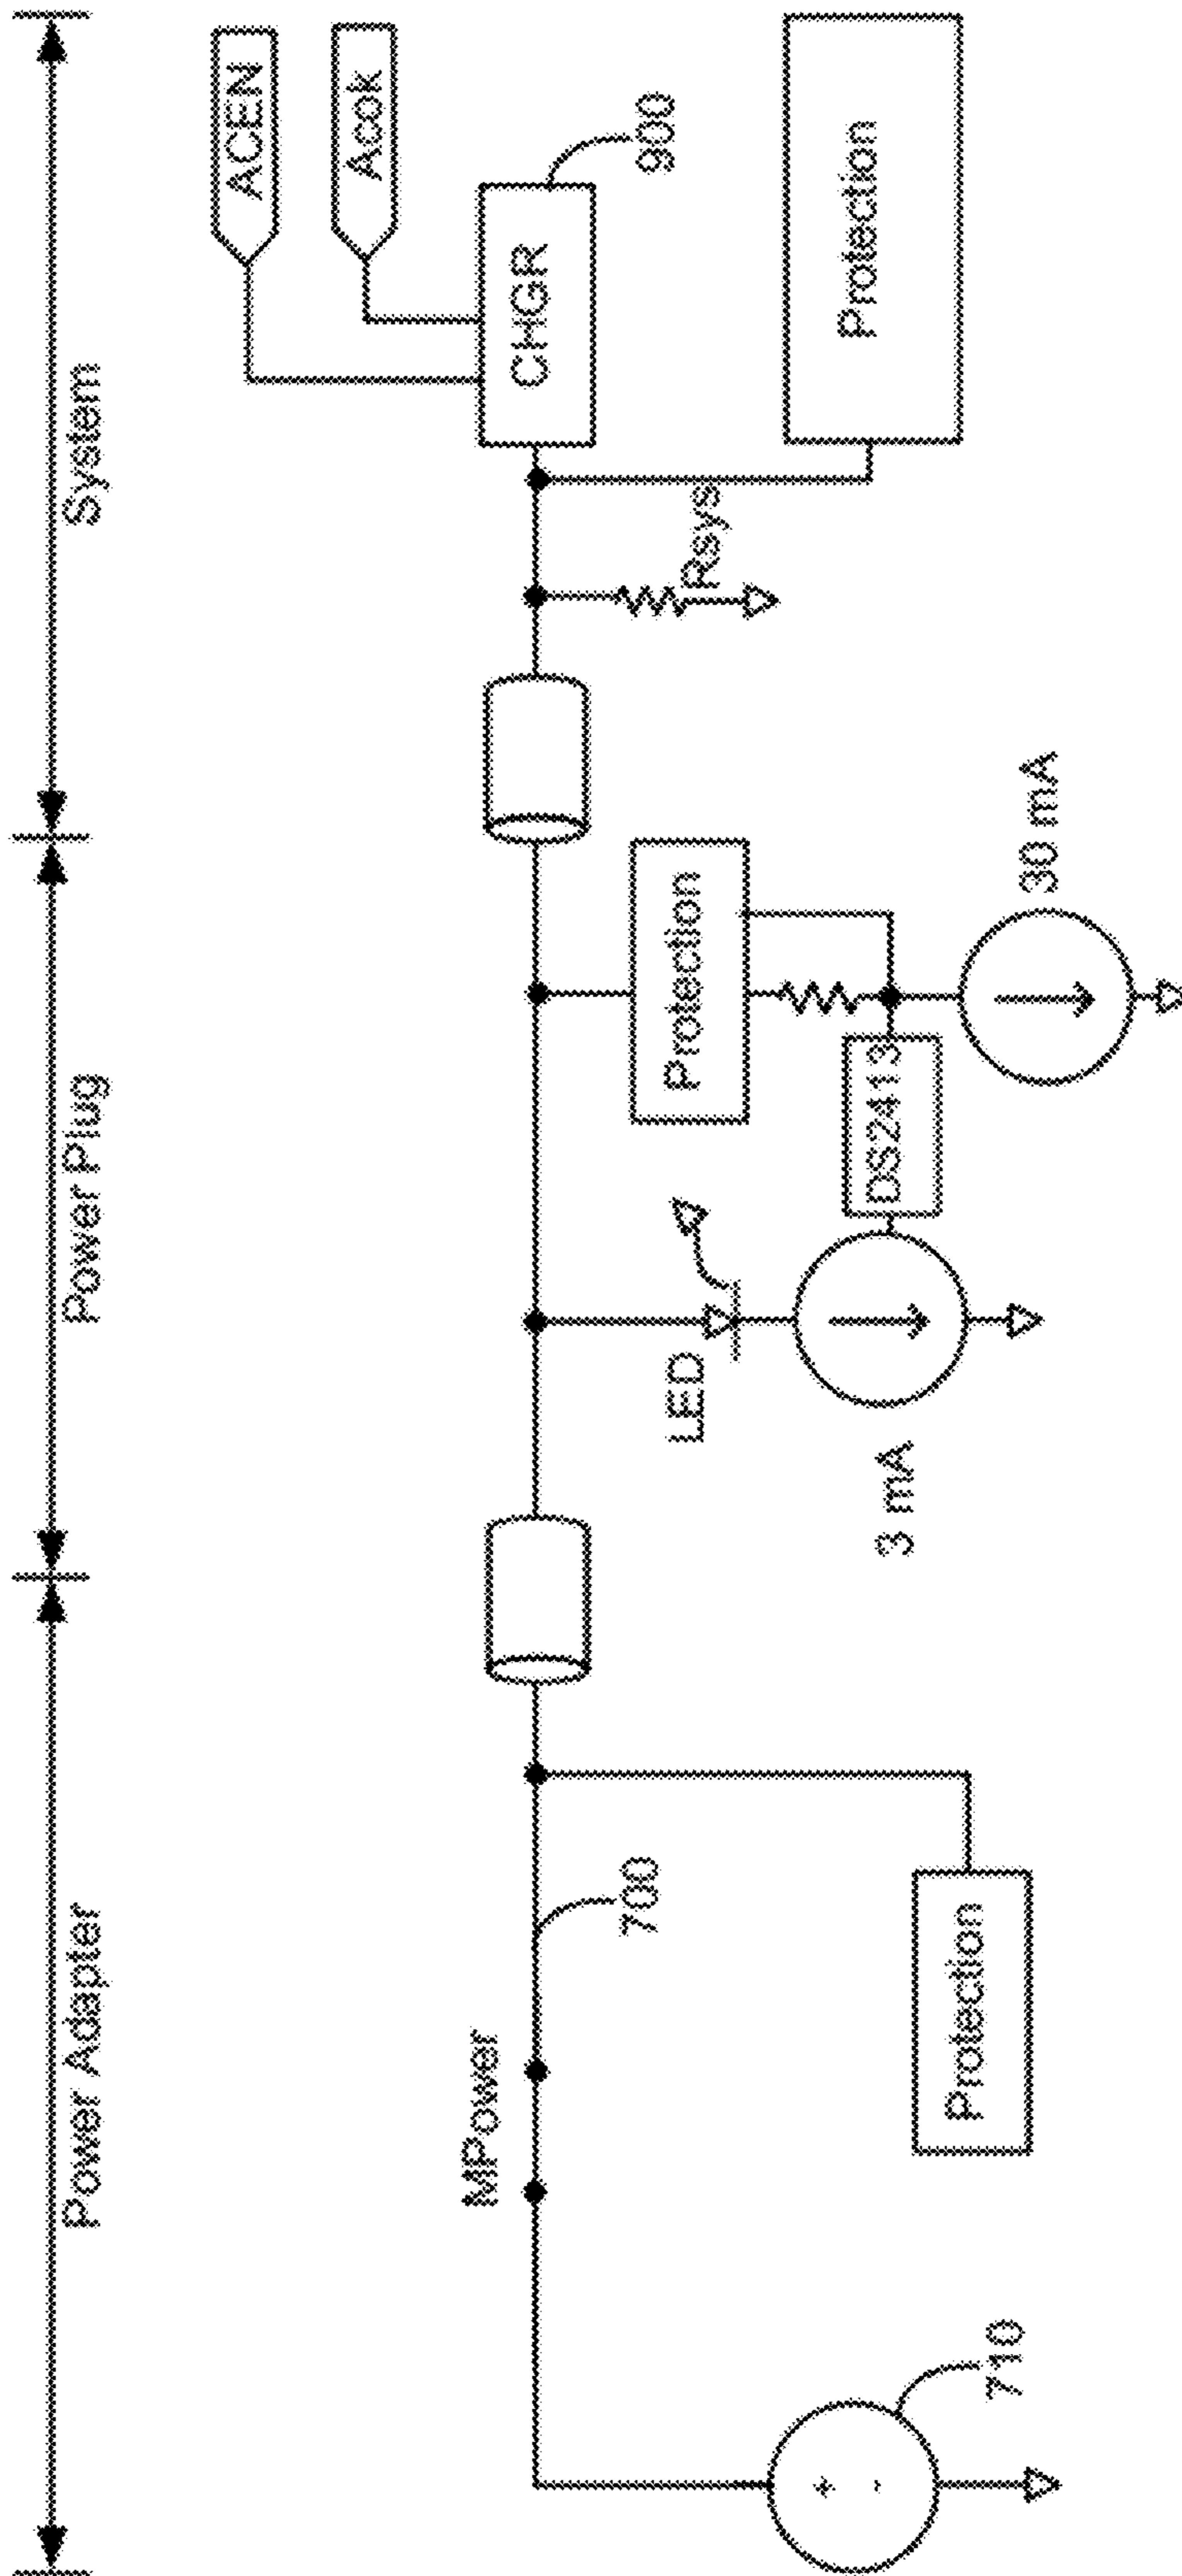 Power Adapter
Power Plug
System
ACEN
Acok
MPower
CHGR
900
700
LED
Protection
Rsys
Protection
3 mA
DS2413
Protection
710
30 mA
+
-